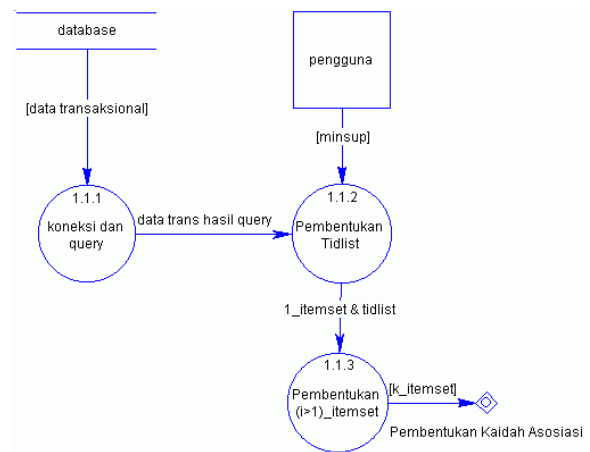 database
pengguna
[data transaksional]
[minsup]
1.1.1
koneksi dan
query
data trans hasil query
1.1.2
Pembentukan
Tidlist
1_itemset & tidlist
1.1.3
Pembentukan
(i>1)_itemset
[k_itemset]
Pembentukan Kaidah Asosiasi